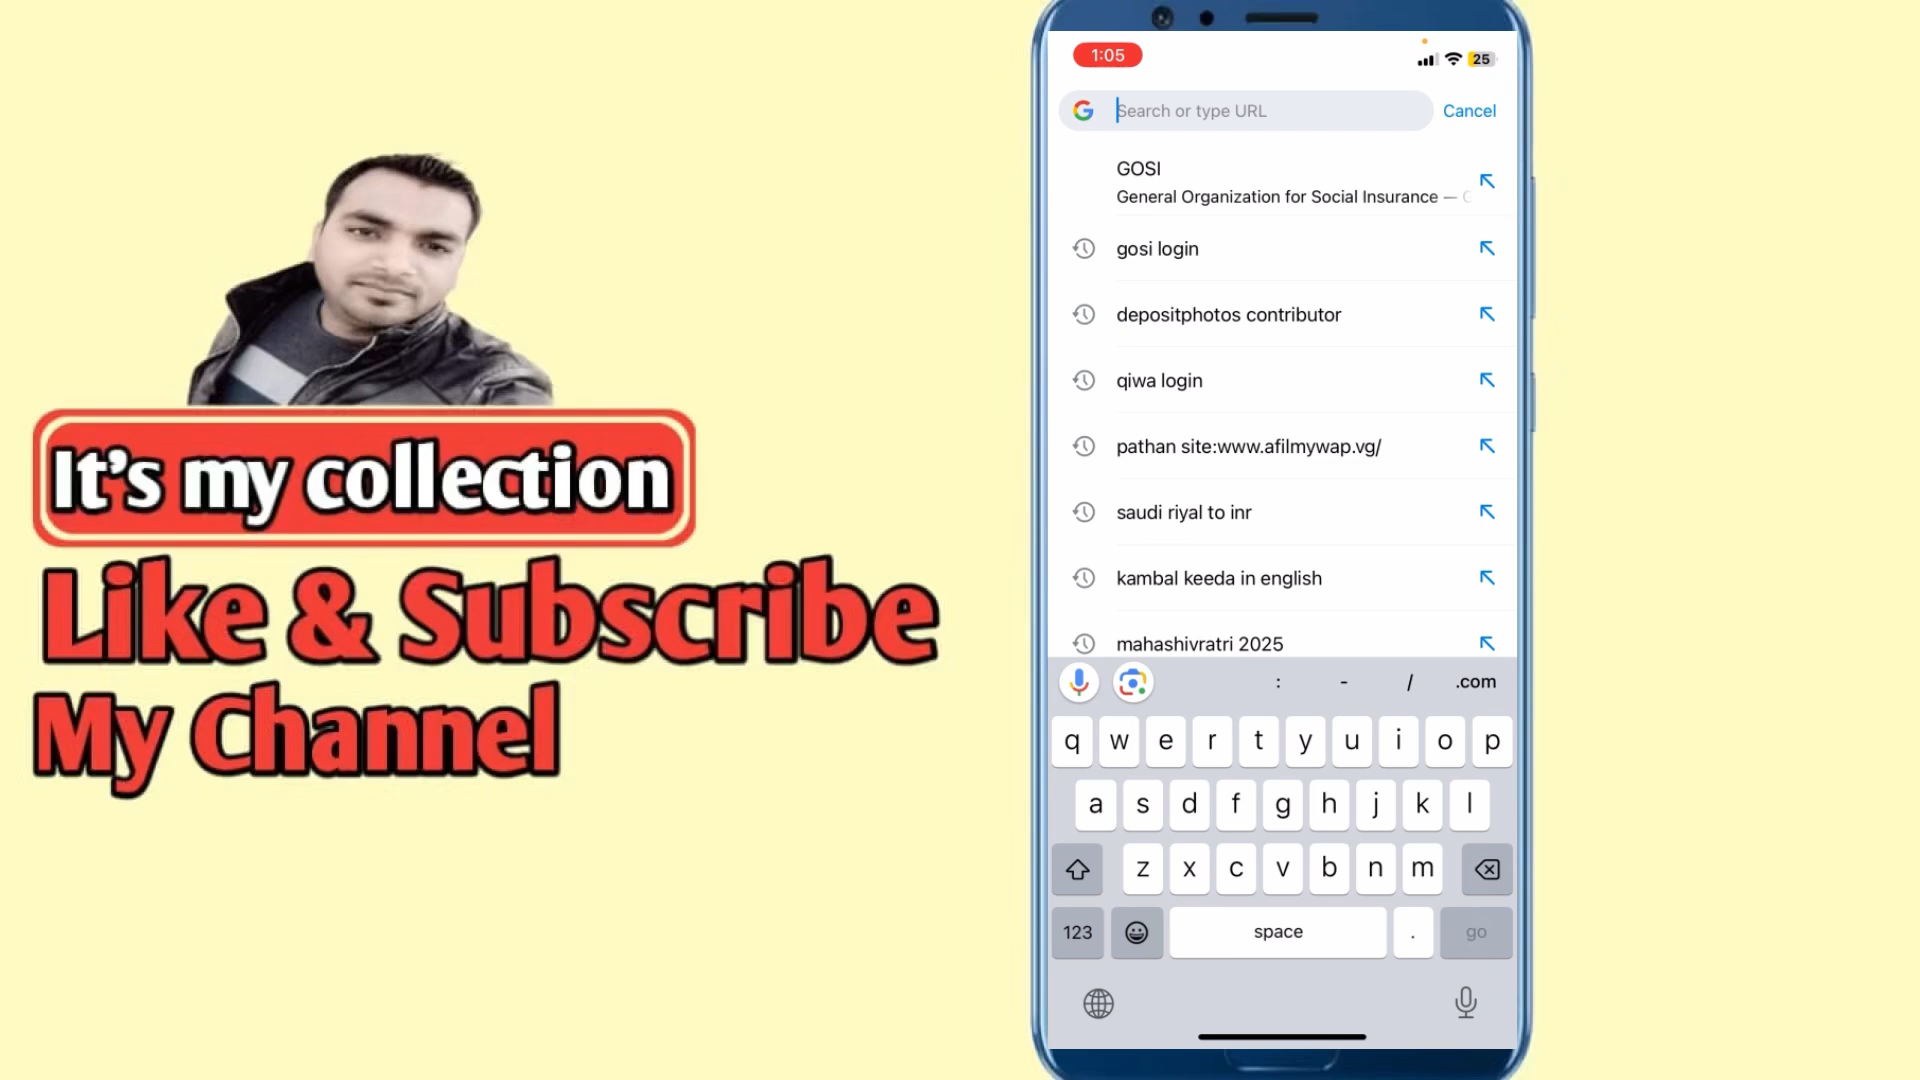 It's my collection
Like & Subscribe
My Channel
1:05
25
Search or type URL
Cancel
GOSI
General Organization for Social Insurance —
gosi login
depositphotos contributor
qiwa login
pathan site:www.afilmywap.vg/
saudi riyal to inr
kambal keeda in english
mahashivratri 2025
: - / .com
q w e r t y u i o p
a s d f g h j k l
z x c v b n m
123 space . go